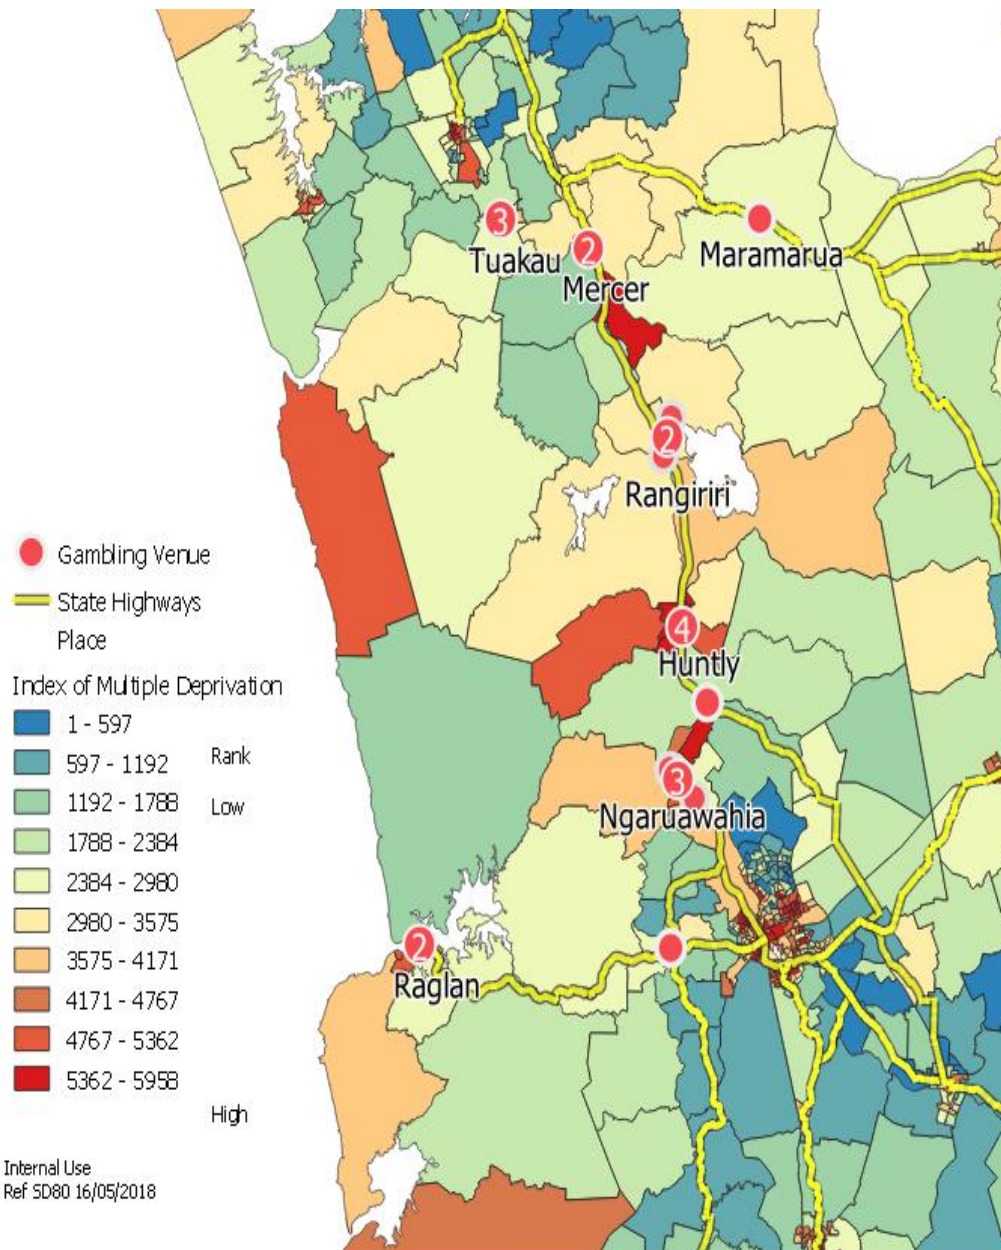 3
Tuakau
2
Mercer
Maramarua
2
Rangiriri
4
Huntly
3
Ngaruawahia
2
Raglan
Gambling Venue
State Highways
Place
Index of Multiple Deprivation
1 - 597
597 - 1192
1192 - 1788
1788 - 2384
2384 - 2980
2980 - 3575
3575 - 4171
4171 - 4767
4767 - 5362
5362 - 5958
Rank
Low
High
Internal Use
Ref SD80 16/05/2018